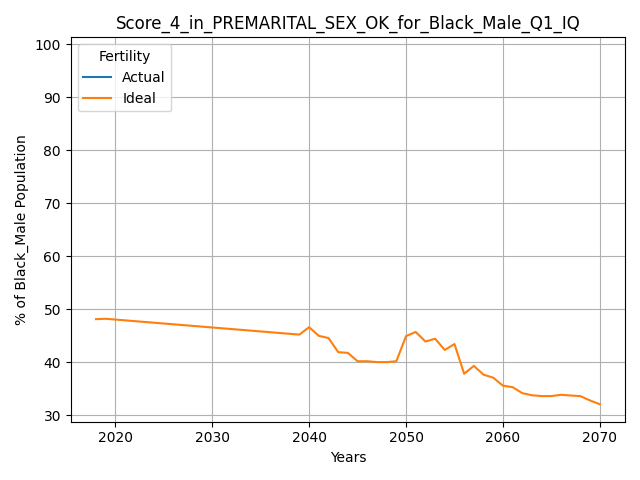 Score_4_in_PREMARITAL_SEX_OK_for_Black_Male_Q1_IQ
Fertility
Actual
Ideal
% of Black_Male Population
100
90
80
70
60
50
40
30
2020
2030
2040
2050
2060
2070
Years